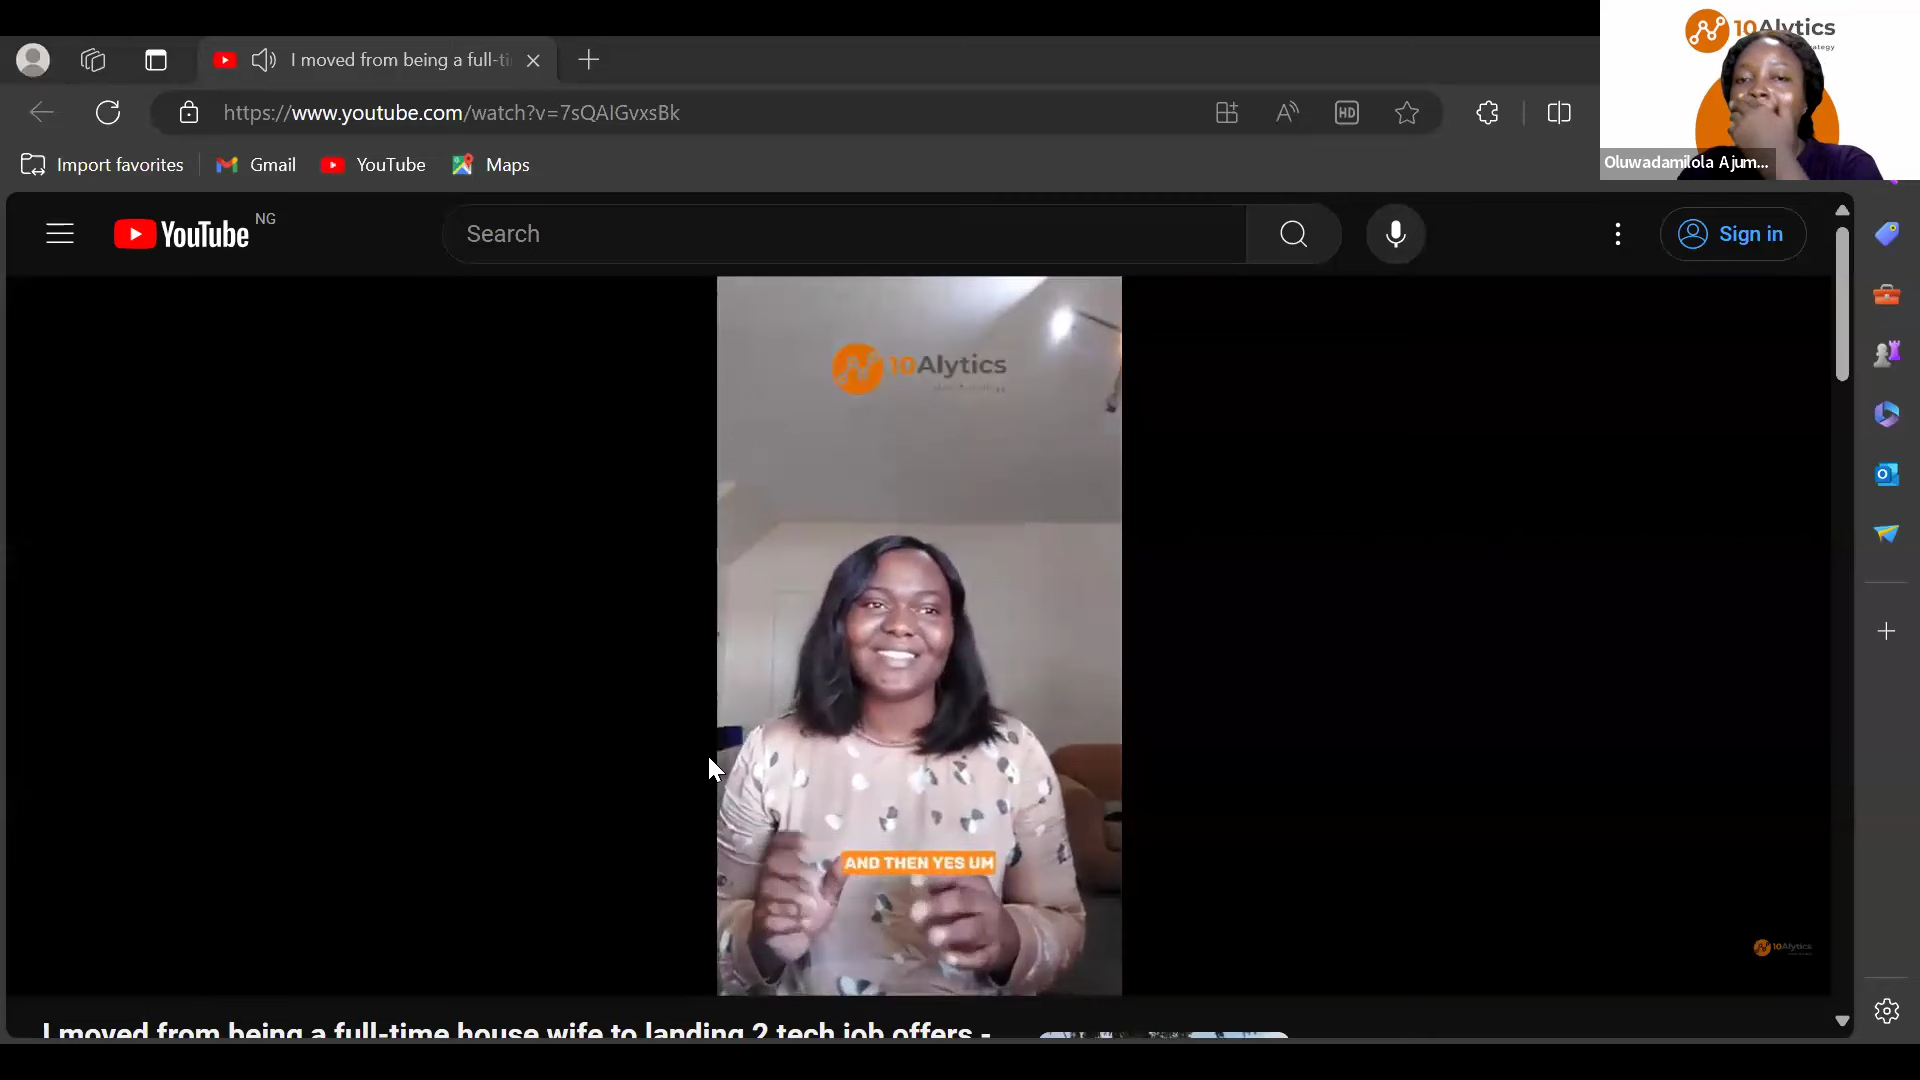 I moved from being a full-ti
https://www.youtube.com/watch?v=7sQAIGvxsBk
HD
Import favorites
Gmail
YouTube
Maps
10Alytics
Oluwadamilola Ajum...
YouTube NG
Search
Sign in
10Alytics
AND THEN YES UM
10Alytics
I moved from being a full-time house wife to landing 2 tech job offers -